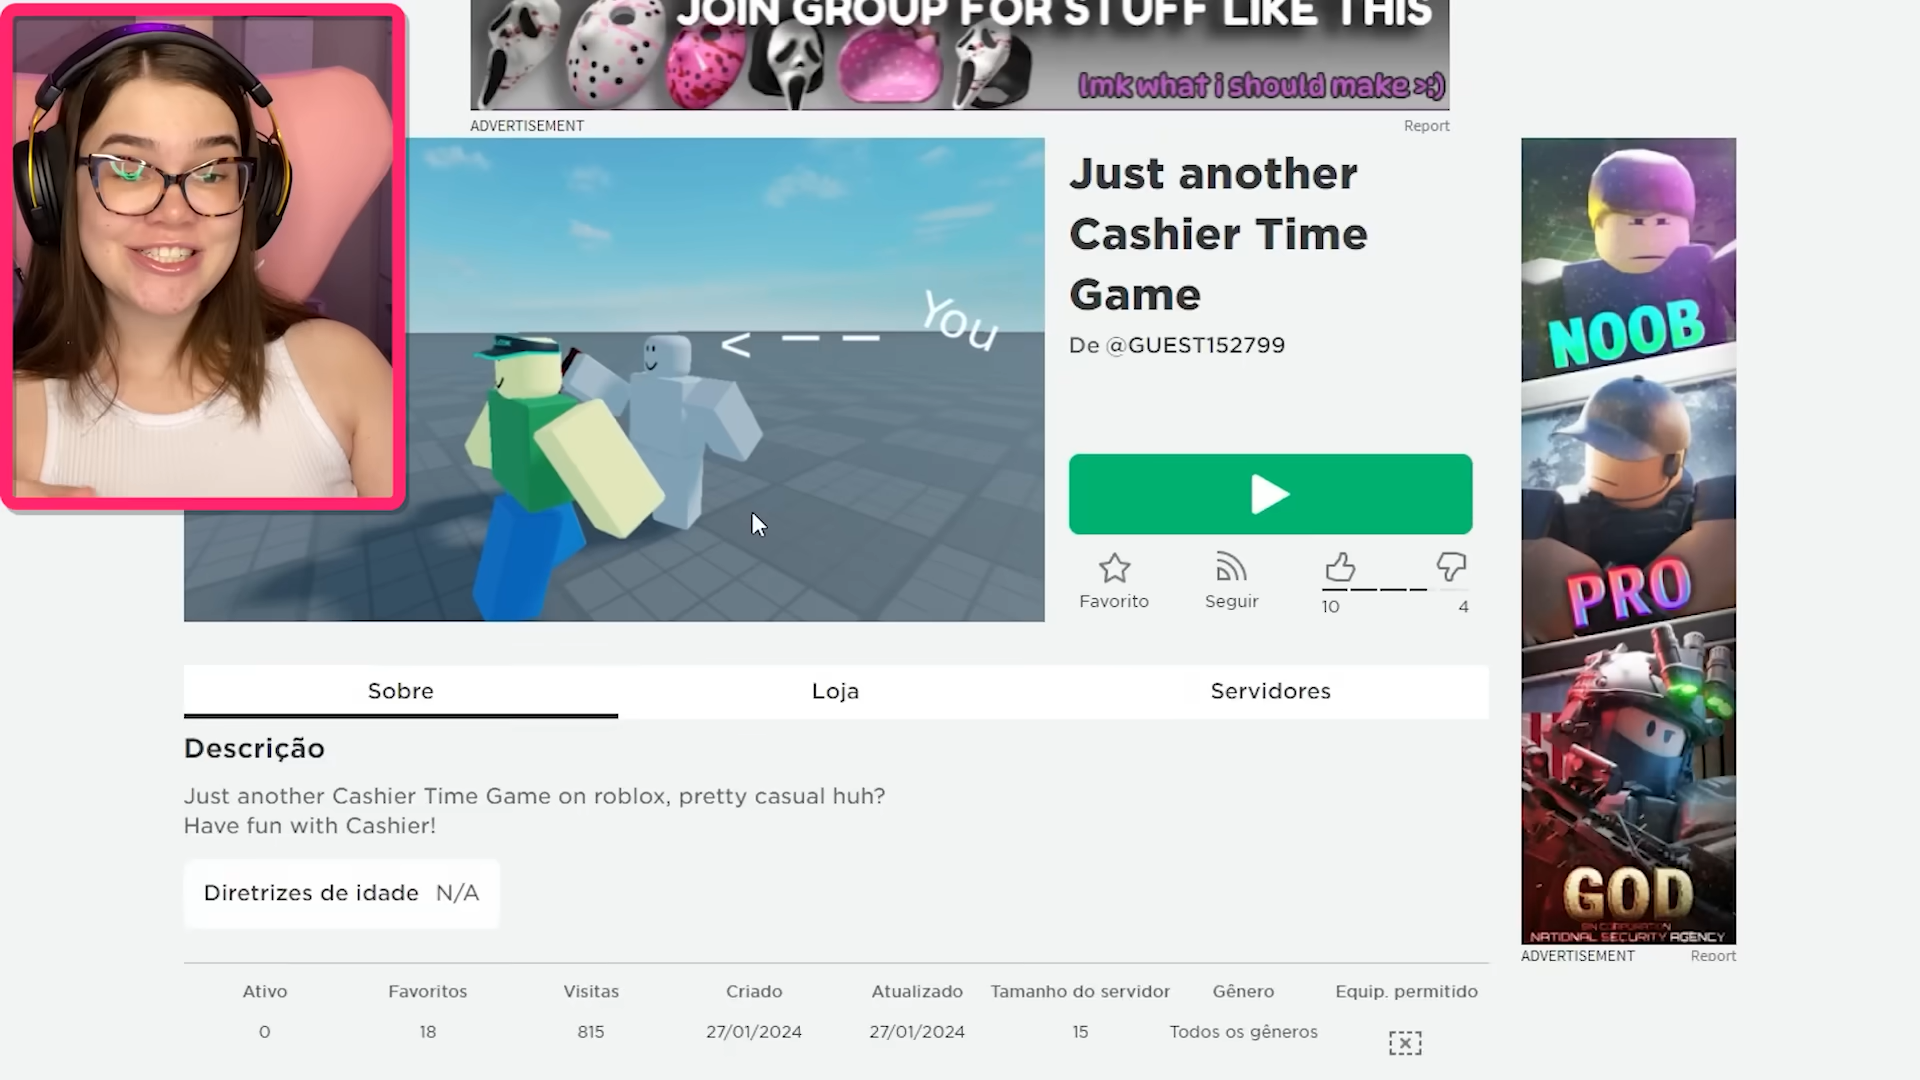 JOIN GROUP FOR STUFF LIKE THIS
lmk what i should make >:)
ADVERTISEMENT
Report
You
< — —
Just another
Cashier Time
Game
De @GUEST152799
Favorito
Seguir
10
4
NOOB
PRO
GOD
NATIONAL SECURITY AGENCY
ADVERTISEMENT
Report
Sobre
Loja
Servidores
Descrição
Just another Cashier Time Game on roblox, pretty casual huh?
Have fun with Cashier!
Diretrizes de idade N/A
Ativo Favoritos Visitas Criado Atualizado Tamanho do servidor Gênero Equip. permitido
0 18 815 27/01/2024 27/01/2024 15 Todos os gêneros